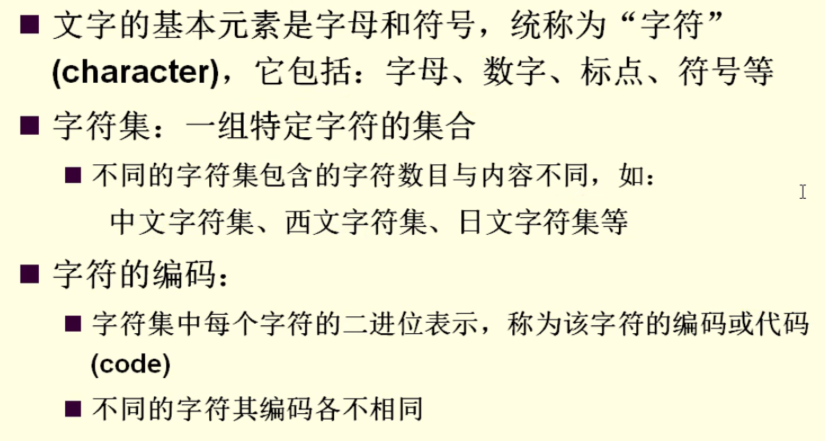 文字的基本元素是字母和符号，统称为“字符”
(character)，它包括：字母、数字、标点、符号等
字符集：一组特定字符的集合
不同的字符集包含的字符数目与内容不同，如：
中文字符集、西文字符集、日文字符集等
字符的编码：
字符集中每个字符的二进位表示，称为该字符的编码或代码
(code)
不同的字符其编码各不相同